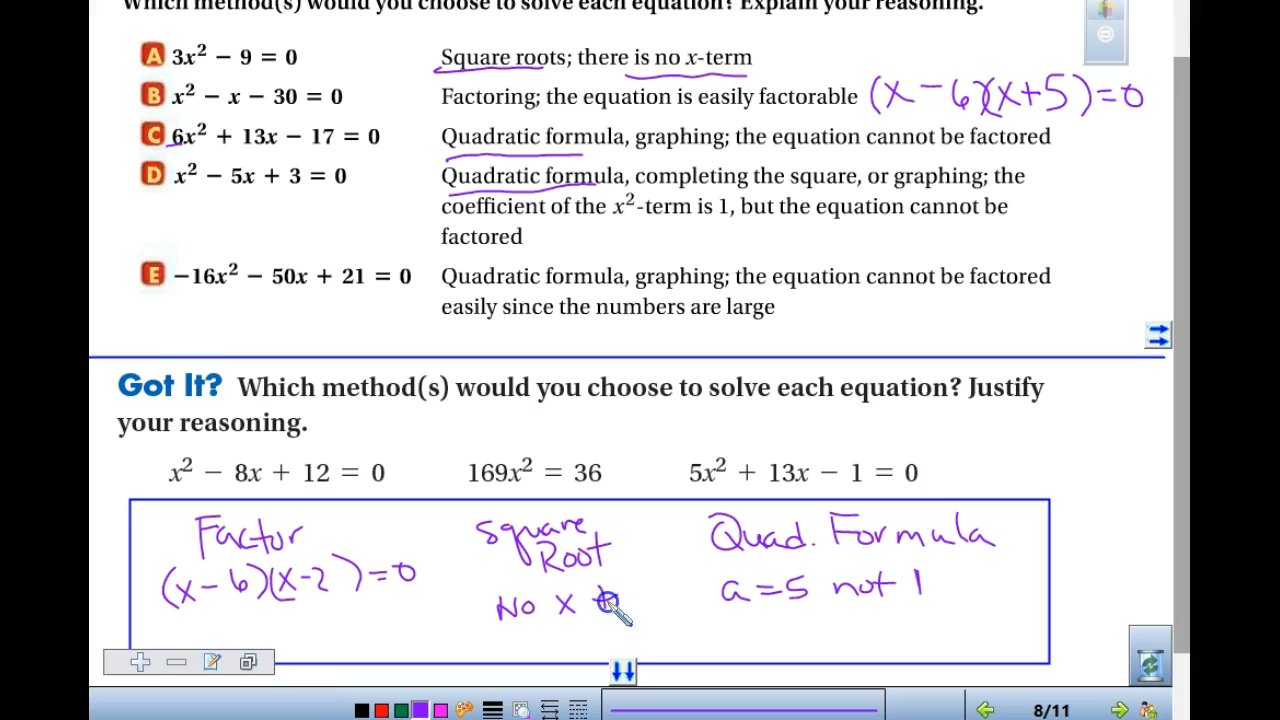 Which method(s) would you choose to solve each equation? Explain your reasoning.
A 3x² − 9 = 0 Square roots; there is no x-term
B x² − x − 30 = 0 Factoring; the equation is easily factorable (x − 6)(x + 5) = 0
C 6x² + 13x − 17 = 0 Quadratic formula, graphing; the equation cannot be factored
D x² − 5x + 3 = 0 Quadratic formula, completing the square, or graphing; the
coefficient of the x²-term is 1, but the equation cannot be
factored
E −16x² − 50x + 21 = 0 Quadratic formula, graphing; the equation cannot be factored
easily since the numbers are large
Got It? Which method(s) would you choose to solve each equation? Justify
your reasoning.
x² − 8x + 12 = 0 169x² = 36 5x² + 13x − 1 = 0
Factor
(x − 6)(x − 2) = 0
Square
Root
No x
Quad. Formula
a = 5 not 1
8/11